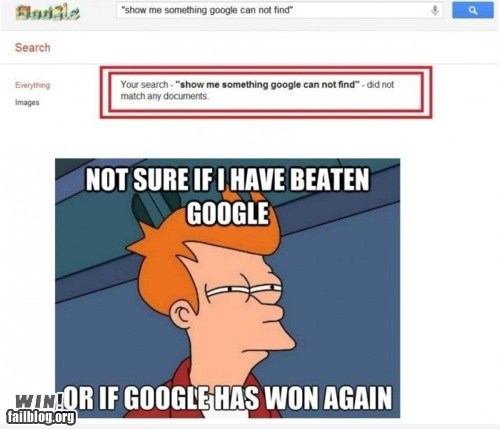 Google
"show me something google can not find"
Search
Everything
Images
Your search - "show me something google can not find" - did not
match any documents.
NOT SURE IF I HAVE BEATEN
GOOGLE
OR IF GOOGLE HAS WON AGAIN
WIN!
failblog.org